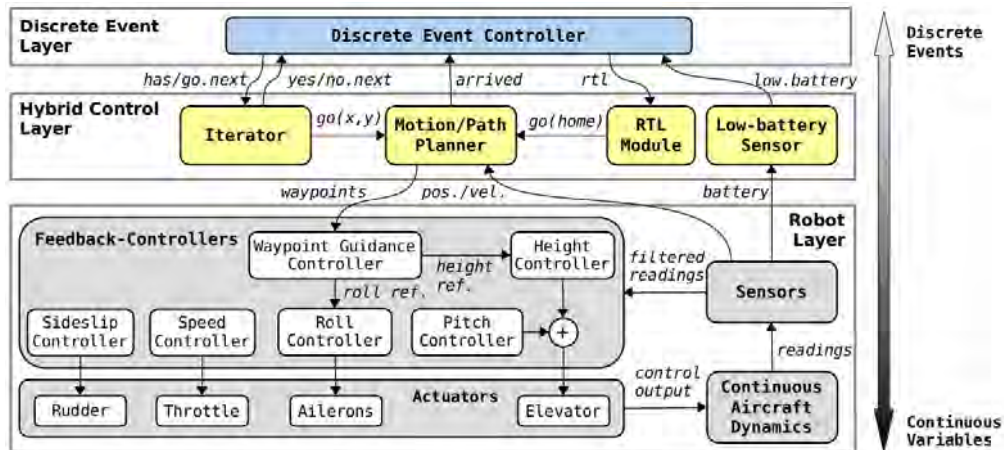 Discrete Event
Layer
Discrete Event Controller
Discrete
Events
has/go.next
yes/no.next
arrived
rtl
low.battery
Hybrid Control
Layer
Iterator
go(x,y)
Motion/Path
Planner
go(home)
RTL
Module
Low-battery
Sensor
waypoints
pos./vel.
battery
Robot
Layer
Feedback-Controllers
Waypoint Guidance
Controller
height
ref.
Height
Controller
filtered
readings
Sensors
roll ref.
Sideslip
Controller
Speed
Controller
Roll
Controller
Pitch
Controller
+
readings
Actuators
control
output
Rudder
Throttle
Ailerons
Elevator
Continuous
Aircraft
Dynamics
Continuous
Variables